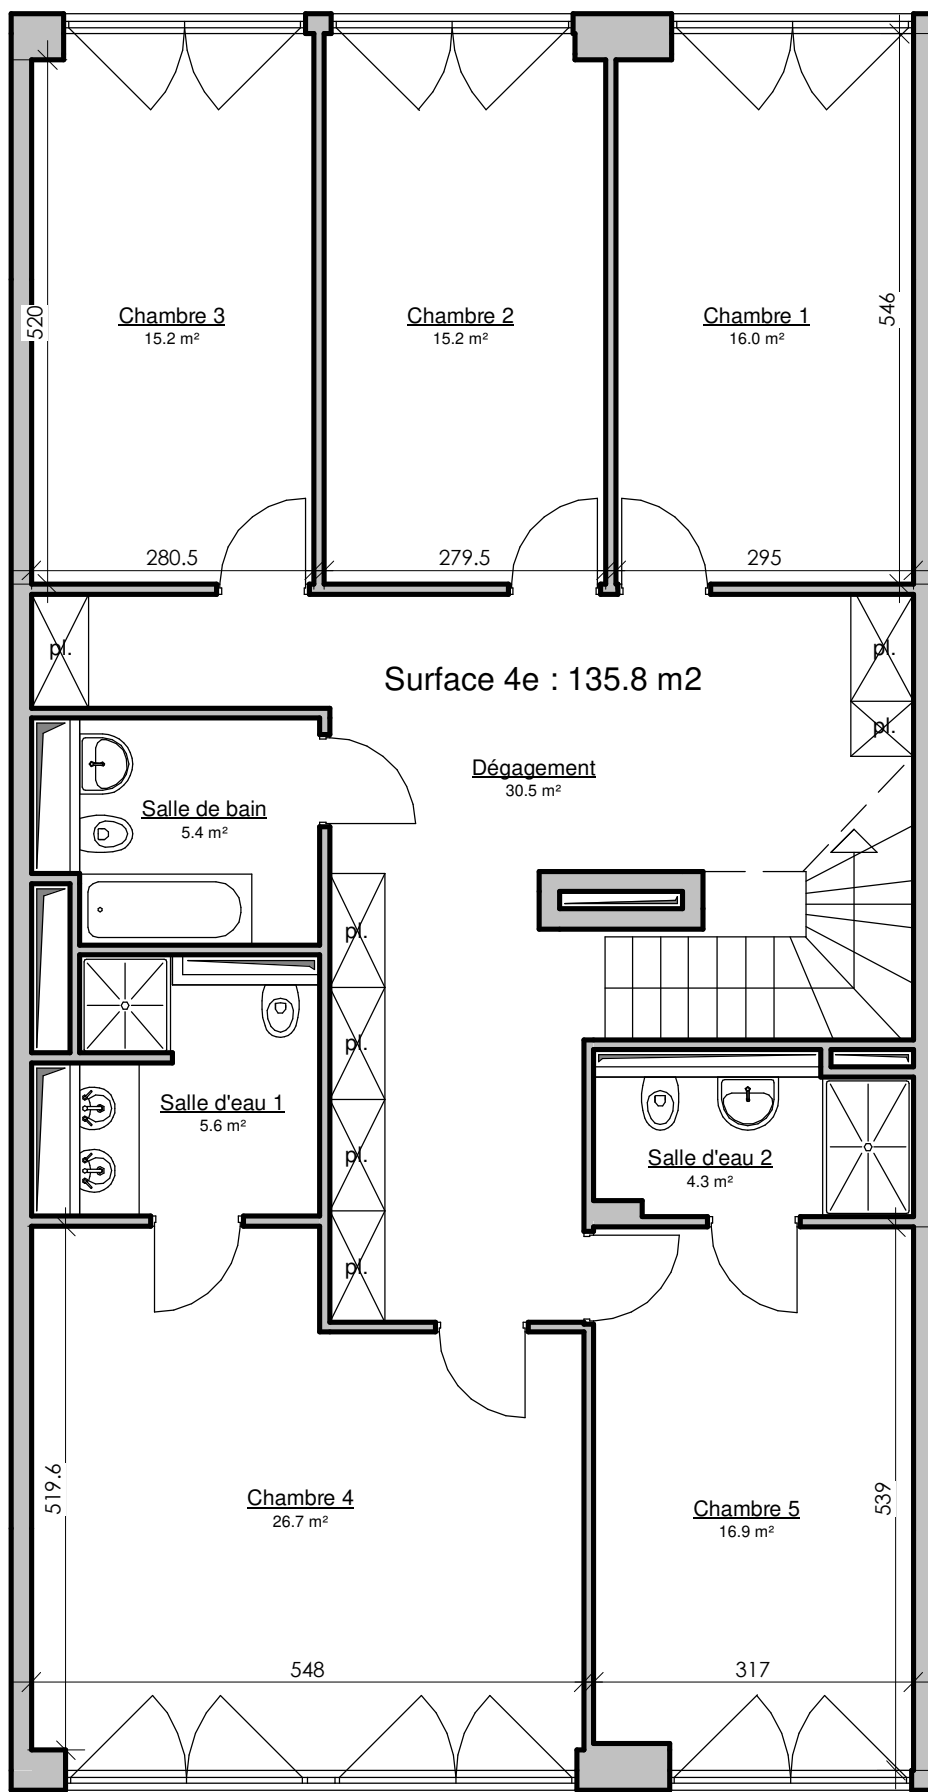 520
Chambre 3
15.2 m²
Chambre 2
15.2 m²
Chambre 1
16.0 m²
546
280.5
279.5
295
pl.
Surface 4e : 135.8 m2
pl.
pl.
Dégagement
30.5 m²
Salle de bain
5.4 m²
pl.
pl.
Salle d'eau 1
5.6 m²
pl.
Salle d'eau 2
4.3 m²
pl.
519.6
Chambre 4
26.7 m²
Chambre 5
16.9 m²
539
548
317